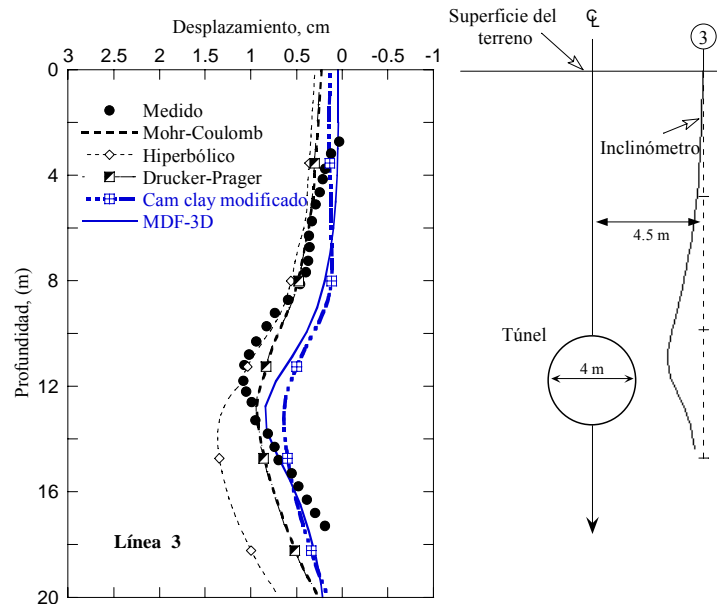 Desplazamiento, cm
3 2.5 2 1.5 1 0.5 0 -0.5 -1
0
4
8
12
16
20
Profundidad, (m)
Medido
Mohr-Coulomb
Hiperbólico
Drucker-Prager
Cam clay modificado
MDF-3D
Línea 3
Superficie del
terreno
℄
3
Inclinómetro
4.5 m
Túnel
4 m